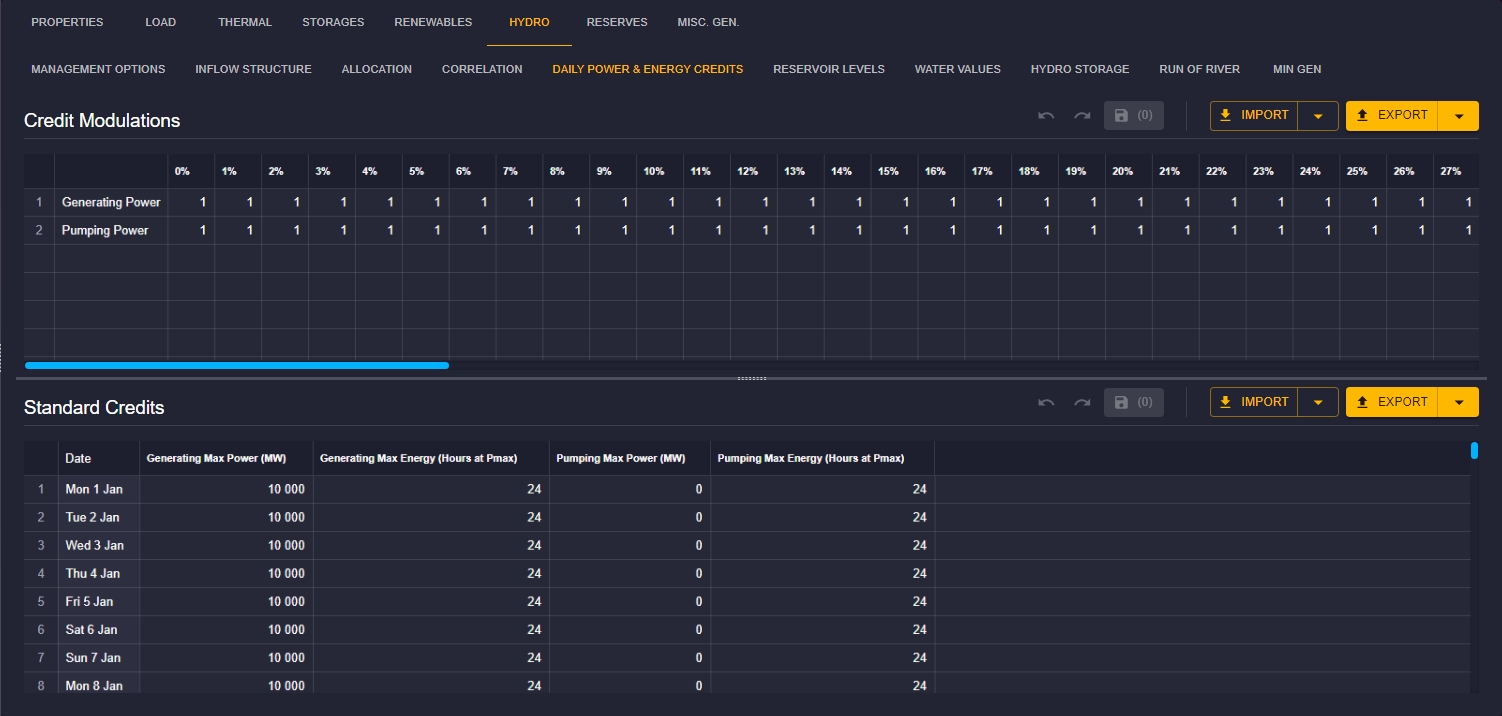 PROPERTIES LOAD THERMAL STORAGES RENEWABLES HYDRO RESERVES MISC. GEN.
MANAGEMENT OPTIONS INFLOW STRUCTURE ALLOCATION CORRELATION DAILY POWER & ENERGY CREDITS RESERVOIR LEVELS WATER VALUES HYDRO STORAGE RUN OF RIVER MIN GEN
Credit Modulations (0) IMPORT EXPORT
0% 1% 2% 3% 4% 5% 6% 7% 8% 9% 10% 11% 12% 13% 14% 15% 16% 17% 18% 19% 20% 21% 22% 23% 24% 25% 26% 27%
1 Generating Power 1 1 1 1 1 1 1 1 1 1 1 1 1 1 1 1 1 1 1 1 1 1 1 1 1 1 1 1
2 Pumping Power 1 1 1 1 1 1 1 1 1 1 1 1 1 1 1 1 1 1 1 1 1 1 1 1 1 1 1 1
Standard Credits (0) IMPORT EXPORT
Date Generating Max Power (MW) Generating Max Energy (Hours at Pmax) Pumping Max Power (MW) Pumping Max Energy (Hours at Pmax)
1 Mon 1 Jan 10 000 24 0 24
2 Tue 2 Jan 10 000 24 0 24
3 Wed 3 Jan 10 000 24 0 24
4 Thu 4 Jan 10 000 24 0 24
5 Fri 5 Jan 10 000 24 0 24
6 Sat 6 Jan 10 000 24 0 24
7 Sun 7 Jan 10 000 24 0 24
8 Mon 8 Jan 10 000 24 0 24